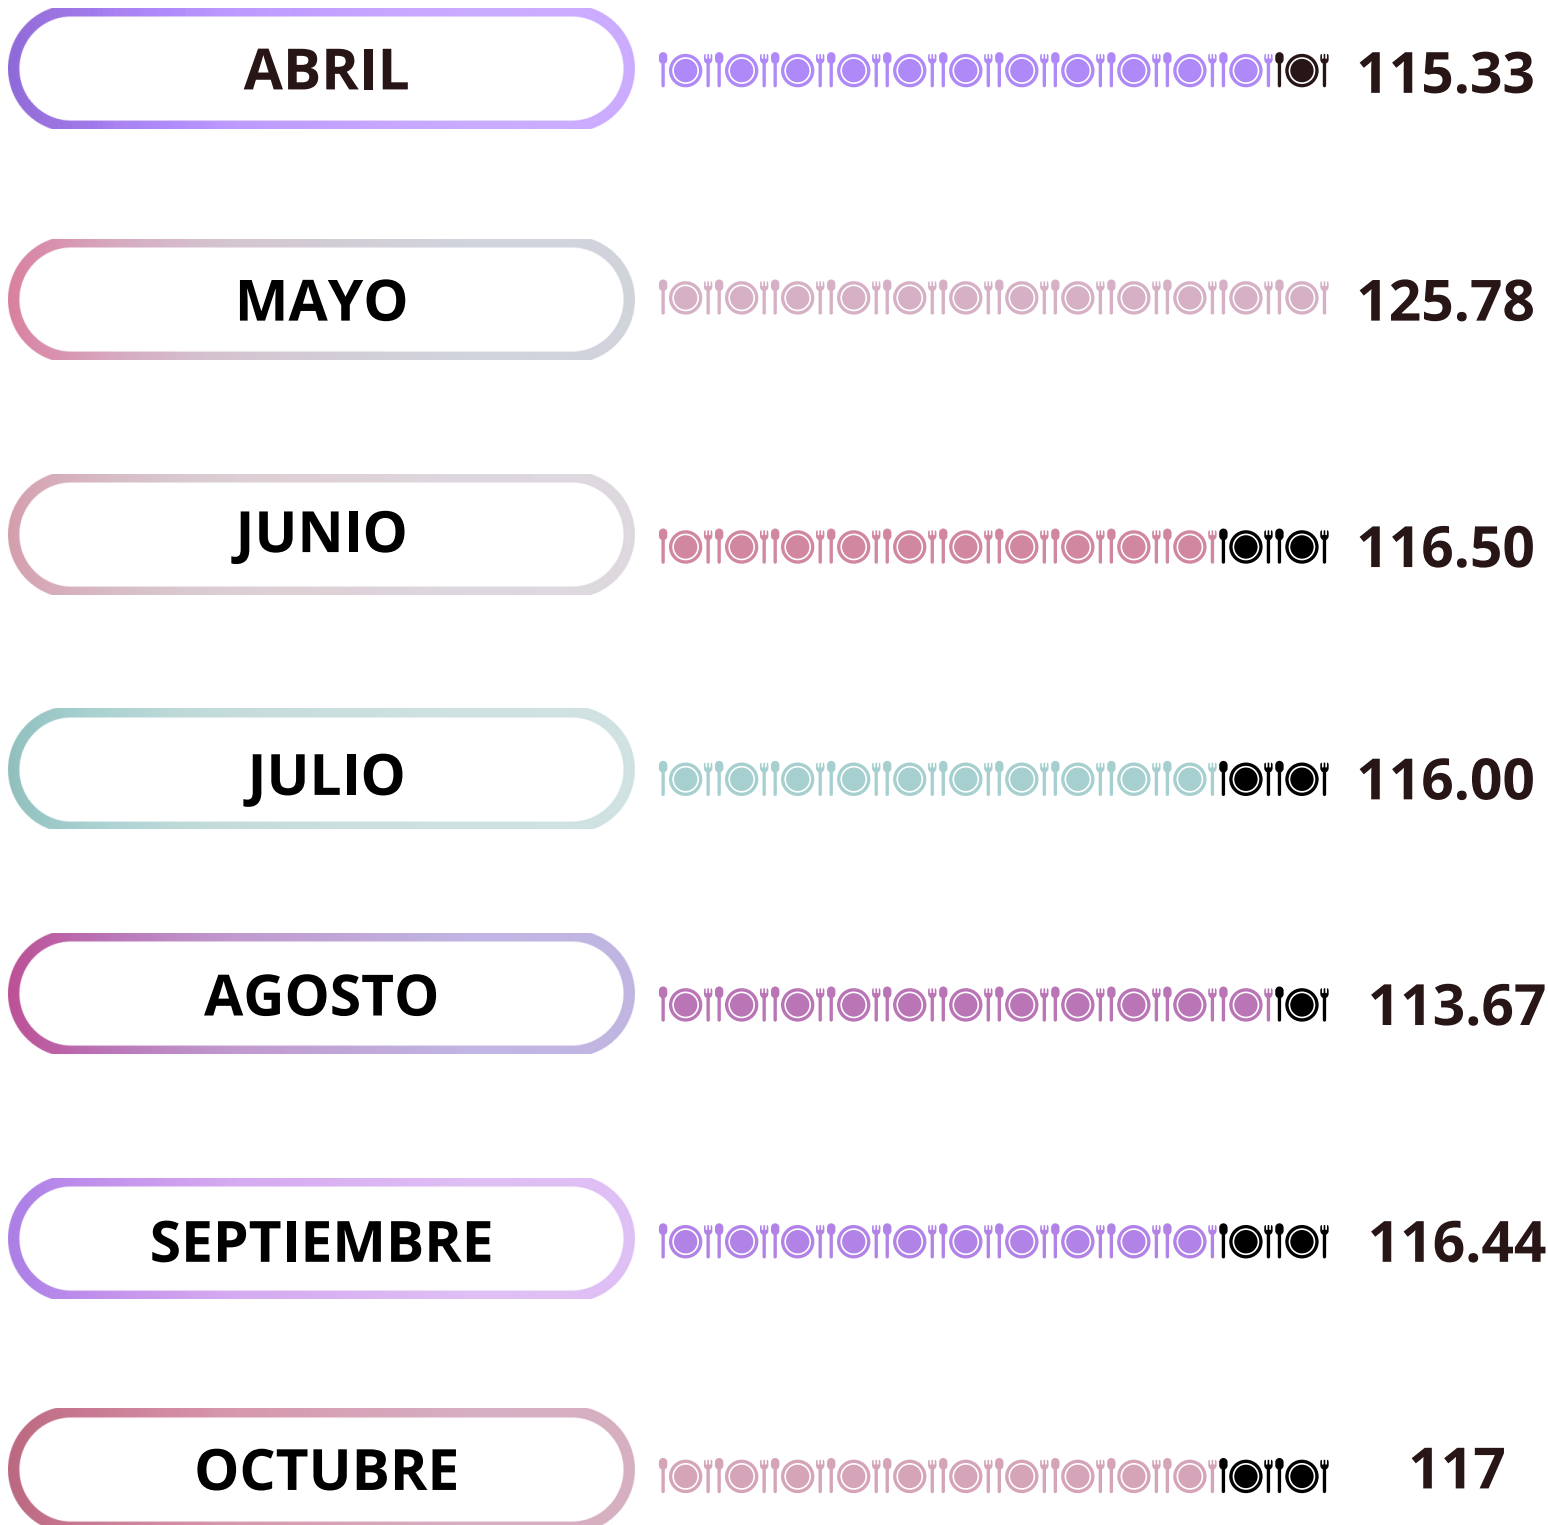 ABRIL 115.33
MAYO 125.78
JUNIO 116.50
JULIO 116.00
AGOSTO 113.67
SEPTIEMBRE 116.44
OCTUBRE 117